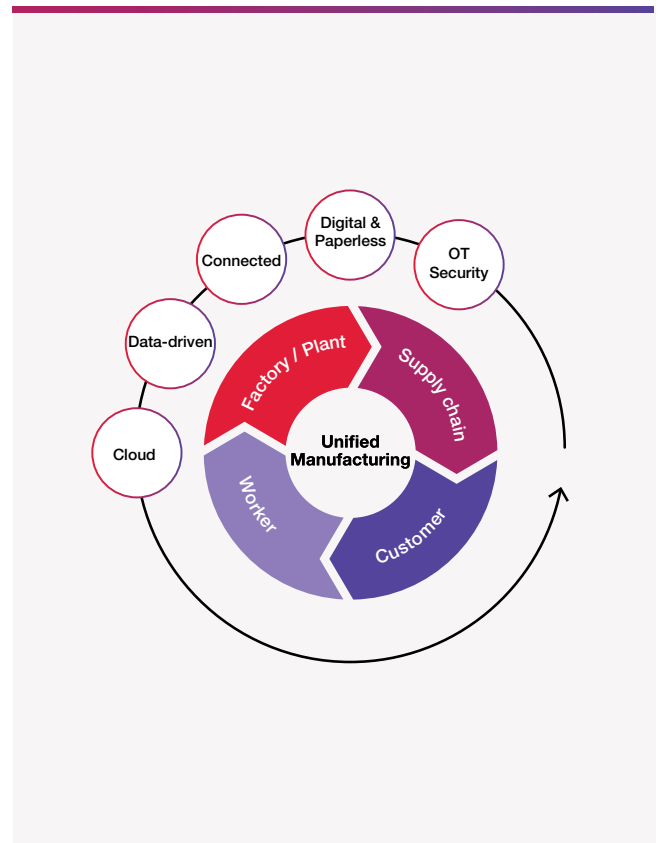 Digital &
Paperless
OT
Security
Connected
Data-driven
Cloud
Factory / Plant
Supply chain
Unified
Manufacturing
Worker
Customer